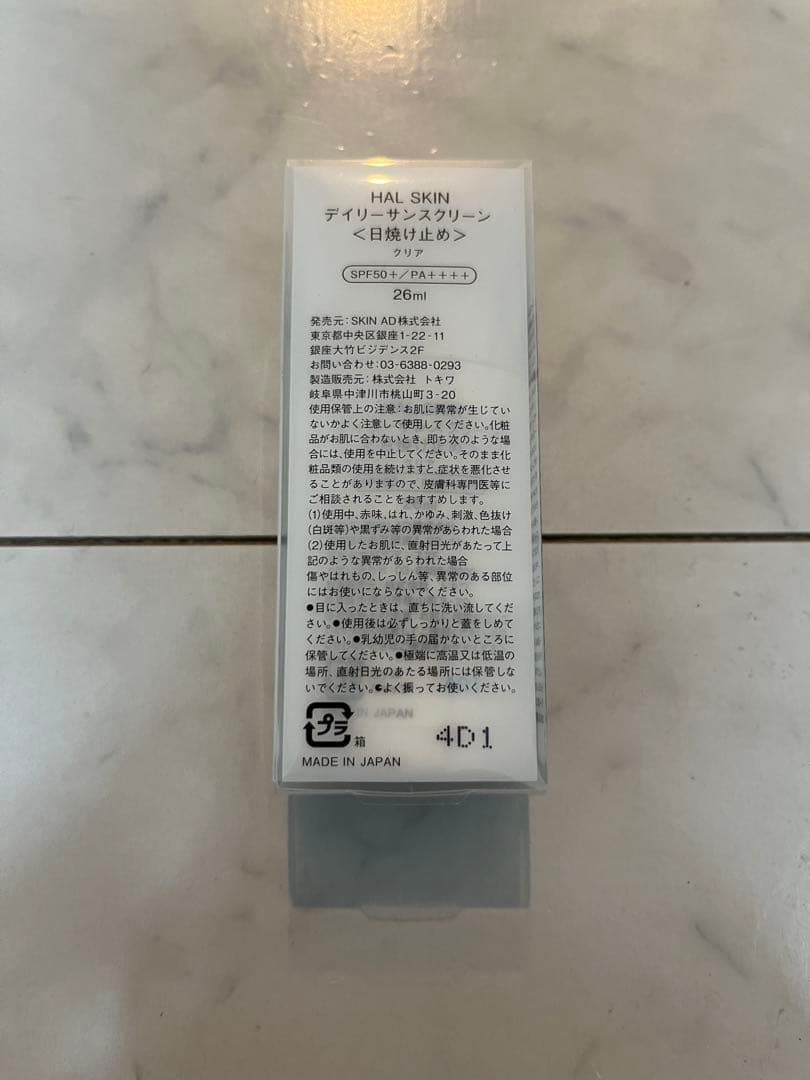 HAL SKIN
デイリーサンスクリーン
＜日焼け止め＞
クリア
SPF50＋／PA＋＋＋＋
26ml
発売元：SKIN AD株式会社
東京都中央区銀座1-22-11
銀座大竹ビジデンス2F
お問い合わせ：03-6388-0293
製造販売元：株式会社 トキワ
岐阜県中津川市桃山町3-20
使用保管上の注意：お肌に異常が生じてい
ないかよく注意して使用してください。化粧
品がお肌に合わないとき、即ち次のような場
合には、使用を中止してください。そのまま化
粧品類の使用を続けますと、症状を悪化させ
ることがありますので、皮膚科専門医等に
ご相談されることをおすすめします。
(1)使用中、赤味、はれ、かゆみ、刺激、色抜け
(白斑等)や黒ずみ等の異常があらわれた場合
(2)使用したお肌に、直射日光があたって上
記のような異常があらわれた場合
傷やはれもの、しっしん等、異常のある部位
にはお使いにならないでください。
●目に入ったときは、直ちに洗い流してくだ
さい。●使用後は必ずしっかりと蓋をしめて
ください。●乳幼児の手の届かないところに
保管してください。●極端に高温又は低温の
場所、直射日光のあたる場所には保管しな
いでください。●よく振ってお使いください。
プラ 箱
4D1
MADE IN JAPAN